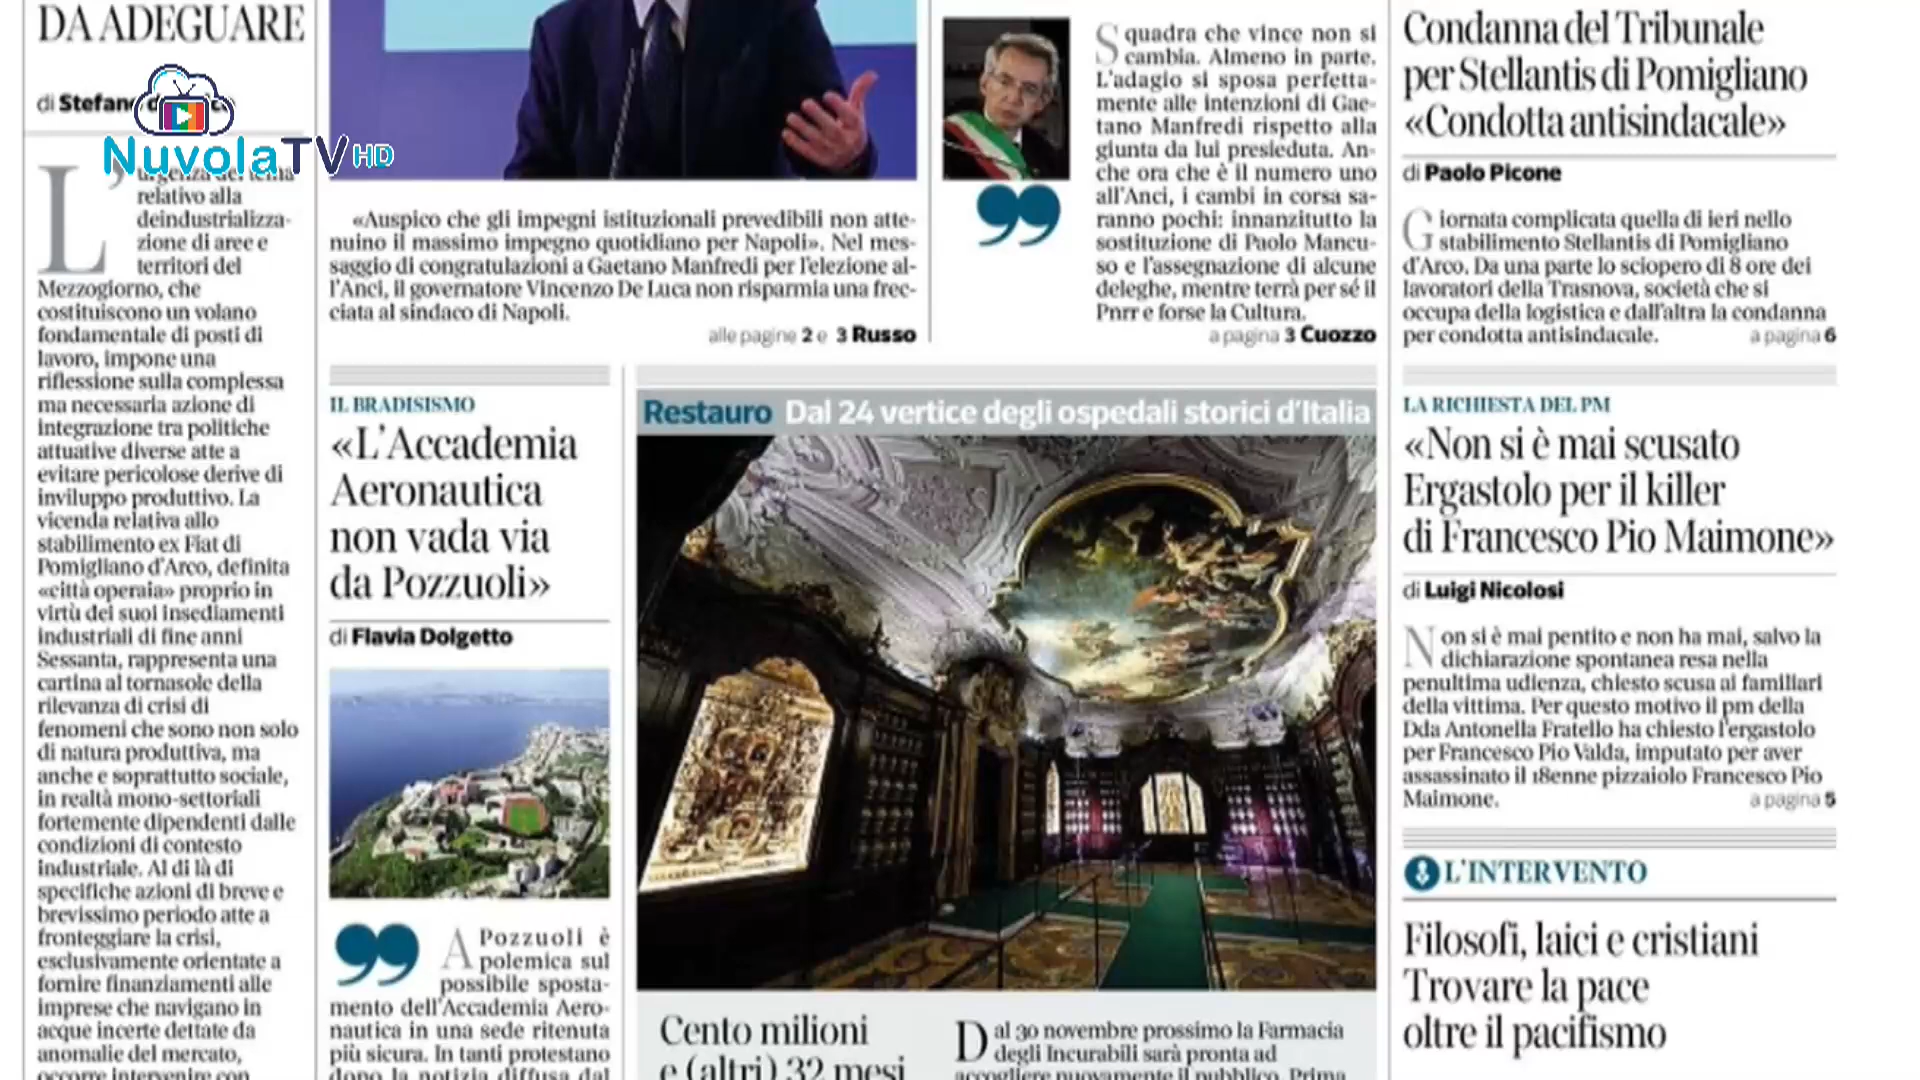 DA ADEGUARE
di Stefano
NuvolaTV HD
L'urgenza del tema
relativo alla
deindustrializza-
zione di aree e
territori del
Mezzogiorno, che
costituiscono un volano
fondamentale di posti di
lavoro, impone una
riflessione sulla complessa
ma necessaria azione di
integrazione tra politiche
attuative diverse atte a
evitare pericolose derive di
inviluppo produttivo. La
vicenda relativa allo
stabilimento ex Fiat di
Pomigliano d'Arco, definita
«città operaia» proprio in
virtù dei suoi insediamenti
industriali di fine anni
Sessanta, rappresenta una
cartina al tornasole della
rilevanza di crisi di
fenomeni che sono non solo
di natura produttiva, ma
anche e soprattutto sociale,
in realtà mono-settoriali
fortemente dipendenti dalle
condizioni di contesto
industriale. Al di là di
specifiche azioni di breve e
brevissimo periodo atte a
fronteggiare la crisi,
esclusivamente orientate a
fornire finanziamenti alle
imprese che navigano in
acque incerte dettate da
anomalie del mercato,
occorre intervenire con
«Auspico che gli impegni istituzionali prevedibili non atte-
nuino il massimo impegno quotidiano per Napoli». Nel mes-
saggio di congratulazioni a Gaetano Manfredi per l'elezione al-
l'Anci, il governatore Vincenzo De Luca non risparmia una frec-
ciata al sindaco di Napoli.
alle pagine 2 e 3 Russo
Squadra che vince non si
cambia. Almeno in parte.
L'adagio si sposa perfetta-
mente alle intenzioni di Gae-
tano Manfredi rispetto alla
giunta da lui presieduta. An-
che ora che è il numero uno
all'Anci, i cambi in corsa sa-
ranno pochi: innanzitutto la
sostituzione di Paolo Mancu-
so e l'assegnazione di alcune
deleghe, mentre terrà per sé il
Pnrr e forse la Cultura.
a pagina 3 Cuozzo
Condanna del Tribunale
per Stellantis di Pomigliano
«Condotta antisindacale»
di Paolo Picone
Giornata complicata quella di ieri nello
stabilimento Stellantis di Pomigliano
d'Arco. Da una parte lo sciopero di 8 ore dei
lavoratori della Trasnova, società che si
occupa della logistica e dall'altra la condanna
per condotta antisindacale. a pagina 6
IL BRADISISMO
«L'Accademia
Aeronautica
non vada via
da Pozzuoli»
di Flavia Dolgetto
A Pozzuoli è
polemica sul
possibile sposta-
mento dell'Accademia Aero-
nautica in una sede ritenuta
più sicura. In tanti protestano
dopo la notizia diffusa dal
Restauro Dal 24 vertice degli ospedali storici d'Italia
Cento milioni
e (altri) 32 mesi
Dal 30 novembre prossimo la Farmacia
degli Incurabili sarà pronta ad
accogliere nuovamente il pubblico. Prima
LA RICHIESTA DEL PM
«Non si è mai scusato
Ergastolo per il killer
di Francesco Pio Maimone»
di Luigi Nicolosi
Non si è mai pentito e non ha mai, salvo la
dichiarazione spontanea resa nella
penultima udienza, chiesto scusa ai familiari
della vittima. Per questo motivo il pm della
Dda Antonella Fratello ha chiesto l'ergastolo
per Francesco Pio Valda, imputato per aver
assassinato il 18enne pizzaiolo Francesco Pio
Maimone. a pagina 5
L'INTERVENTO
Filosofi, laici e cristiani
Trovare la pace
oltre il pacifismo